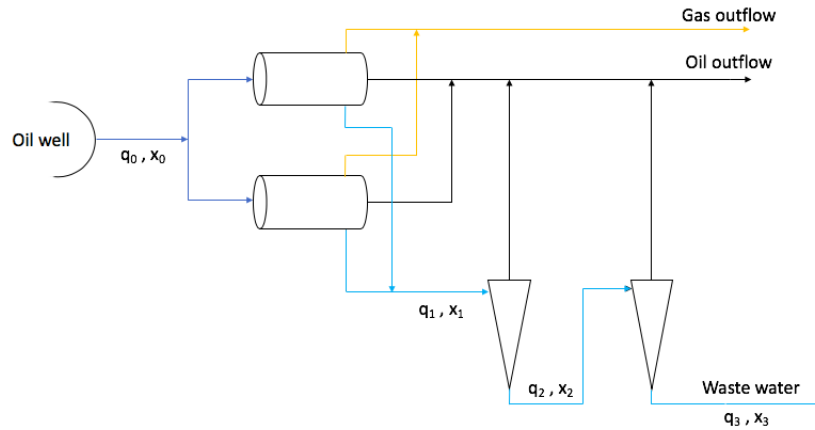 Gas outflow
Oil outflow
Oil well
q₀ , x₀
q₁ , x₁
q₂ , x₂
Waste water
q₃ , x₃